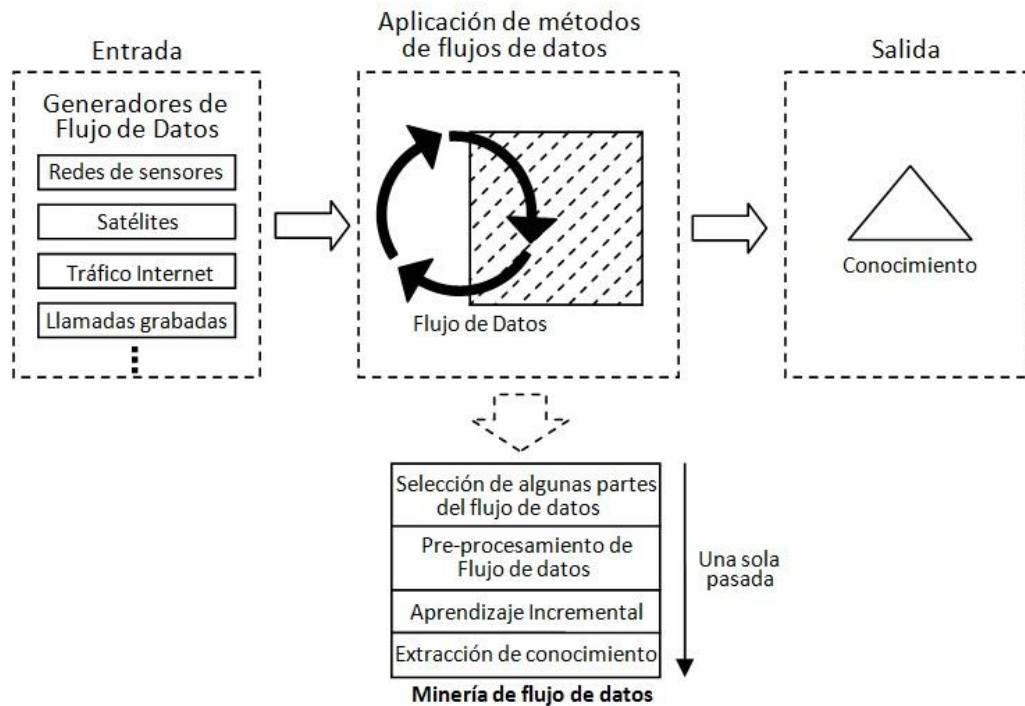 Entrada
Generadores de
Flujo de Datos
Redes de sensores
Satélites
Tráfico Internet
Llamadas grabadas
Aplicación de métodos
de flujos de datos
Flujo de Datos
Salida
Conocimiento
Selección de algunas partes
del flujo de datos
Pre-procesamiento de
Flujo de datos
Aprendizaje Incremental
Extracción de conocimiento
Una sola
pasada
Minería de flujo de datos